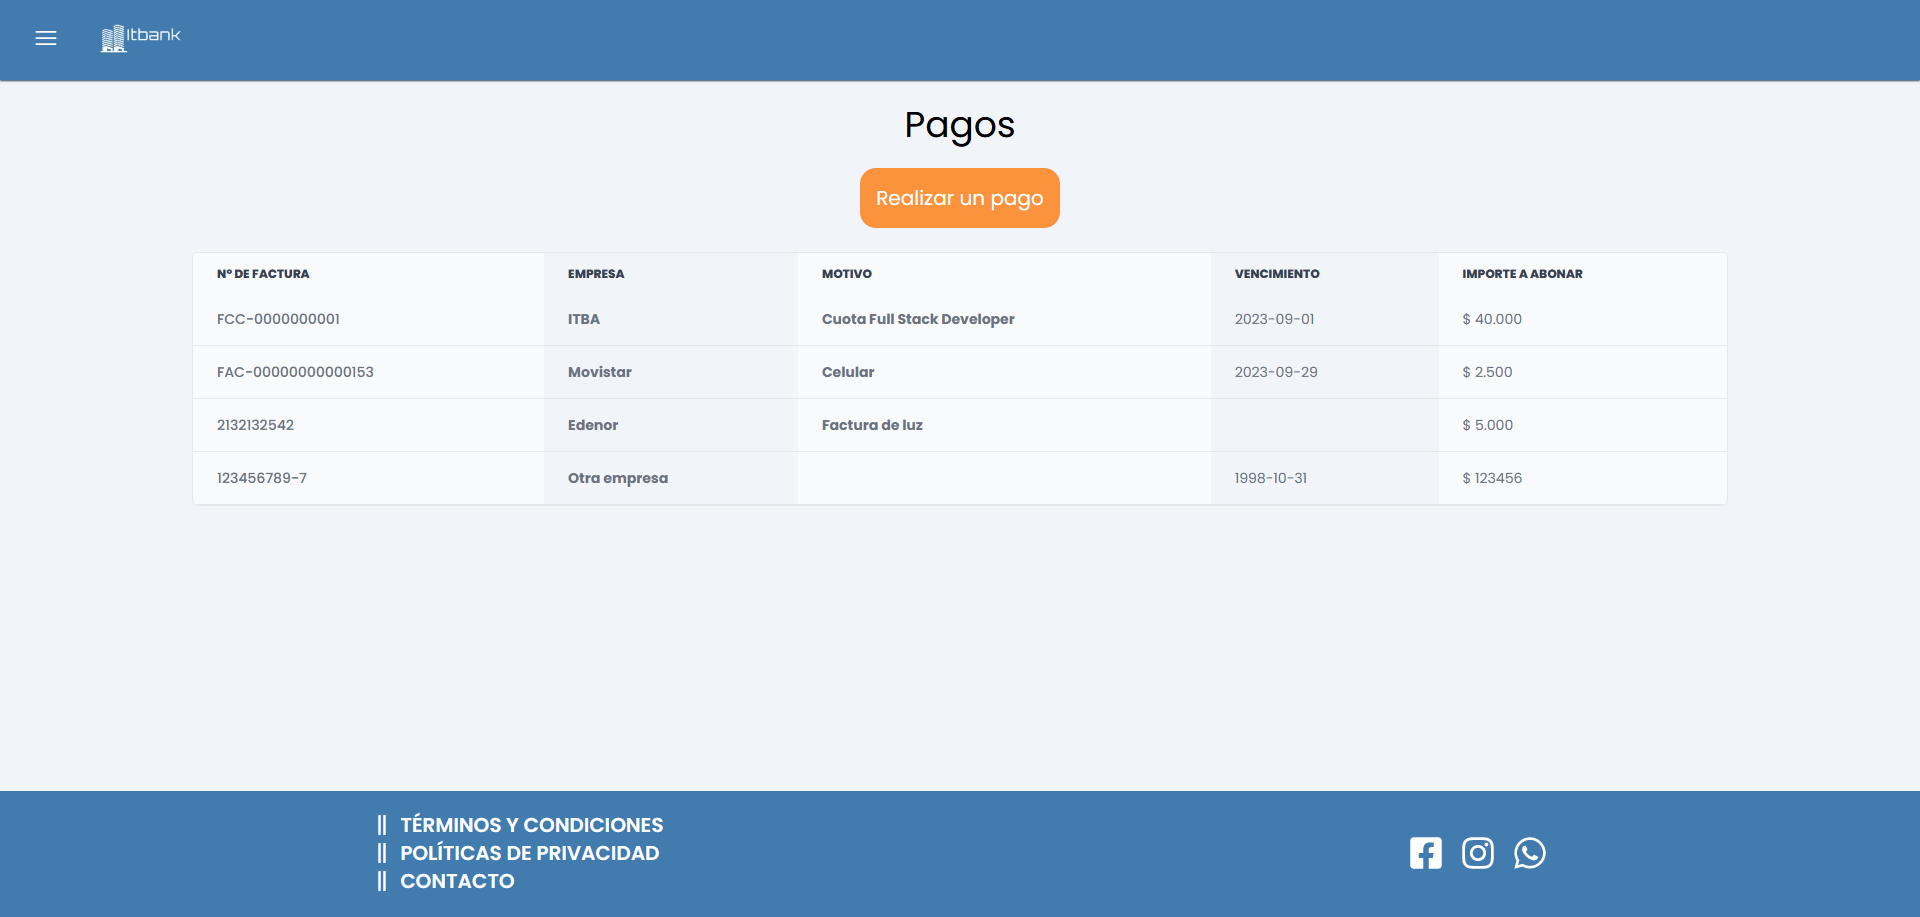 Itbank
Pagos
Realizar un pago
Nº DE FACTURA EMPRESA MOTIVO VENCIMIENTO IMPORTE A ABONAR
FCC-0000000001 ITBA Cuota Full Stack Developer 2023-09-01 $ 40.000
FAC-00000000000153 Movistar Celular 2023-09-29 $ 2.500
2132132542 Edenor Factura de luz $ 5.000
123456789-7 Otra empresa 1998-10-31 $ 123456
|| TÉRMINOS Y CONDICIONES
|| POLÍTICAS DE PRIVACIDAD
|| CONTACTO